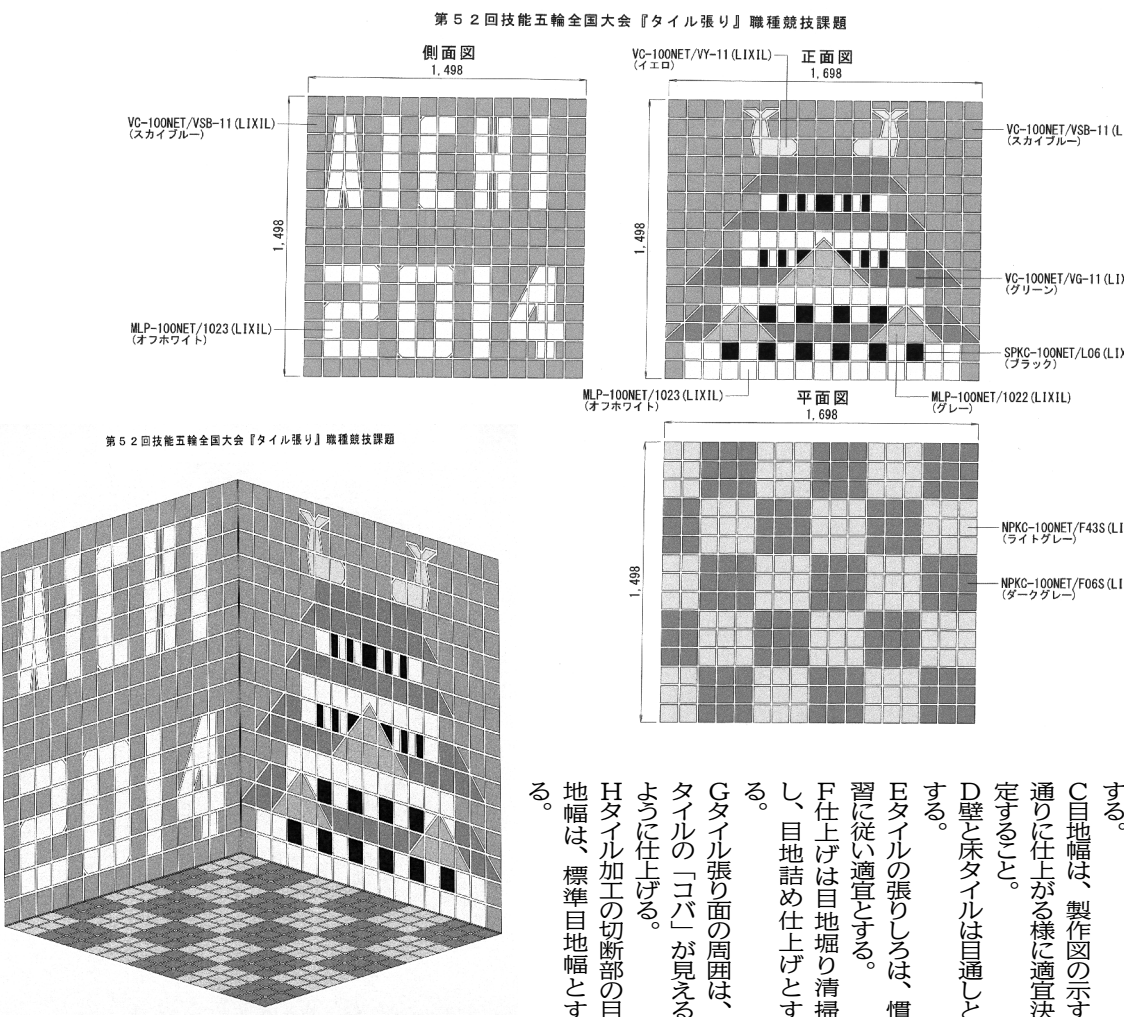 第５２回技能五輪全国大会『タイル張り』職種競技課題
側面図
1,498
VC-100NET/VSB-11(LIXIL)
(スカイブルー)
1,498
MLP-100NET/1023(LIXIL)
(オフホワイト)
VC-100NET/VY-11(LIXIL)
(イエロ)
正面図
1,698
VC-100NET/VSB-11(L
(スカイブルー)
1,498
VC-100NET/VG-11(LI
(グリーン)
SPKC-100NET/L06(LI
(ブラック)
MLP-100NET/1023(LIXIL)
(オフホワイト)
MLP-100NET/1022(LIXIL)
(グレー)
平面図
1,698
NPKC-100NET/F43S(LI
(ライトグレー)
1,498
NPKC-100NET/F06S(LI
(ダークグレー)
第５２回技能五輪全国大会『タイル張り』職種競技課題
する。
C目地幅は、製作図の示す
通りに仕上がる様に適宜決
定すること。
D壁と床タイルは目通しと
する。
Eタイルの張りしろは、慣
習に従い適宜とする。
F仕上げは目地堀り清掃
し、目地詰め仕上げとす
る。
Gタイル張り面の周囲は、
タイルの「コバ」が見える
ように仕上げる。
Hタイル加工の切断部の目
地幅は、標準目地幅とす
る。
AICHI
2014